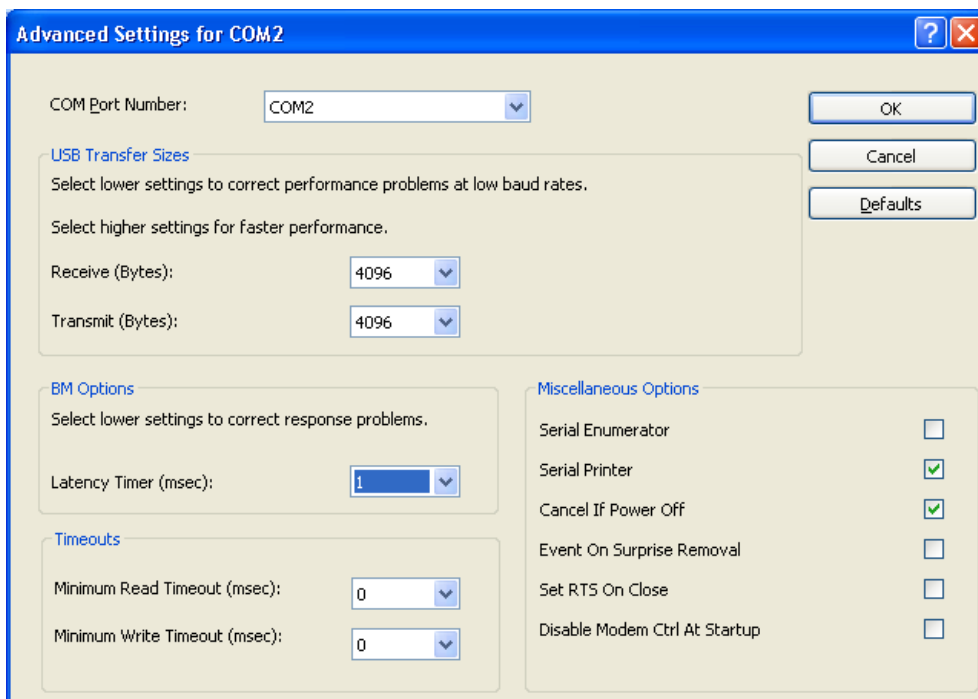 Advanced Settings for COM2
COM Port Number:
COM2
OK
Cancel
Defaults
USB Transfer Sizes
Select lower settings to correct performance problems at low baud rates.
Select higher settings for faster performance.
Receive (Bytes):
4096
Transmit (Bytes):
4096
BM Options
Select lower settings to correct response problems.
Latency Timer (msec):
1
Timeouts
Minimum Read Timeout (msec):
0
Minimum Write Timeout (msec):
0
Miscellaneous Options
Serial Enumerator
Serial Printer
Cancel If Power Off
Event On Surprise Removal
Set RTS On Close
Disable Modem Ctrl At Startup